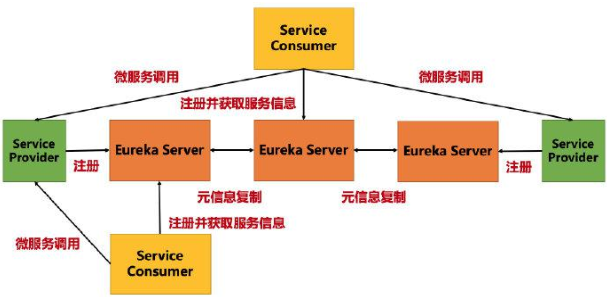 Service
Consumer
微服务调用
微服务调用
注册并获取服务信息
Service
Provider
注册
Eureka Server
Eureka Server
Eureka Server
注册
Service
Provider
元信息复制
元信息复制
注册并获取服务信息
微服务调用
Service
Consumer